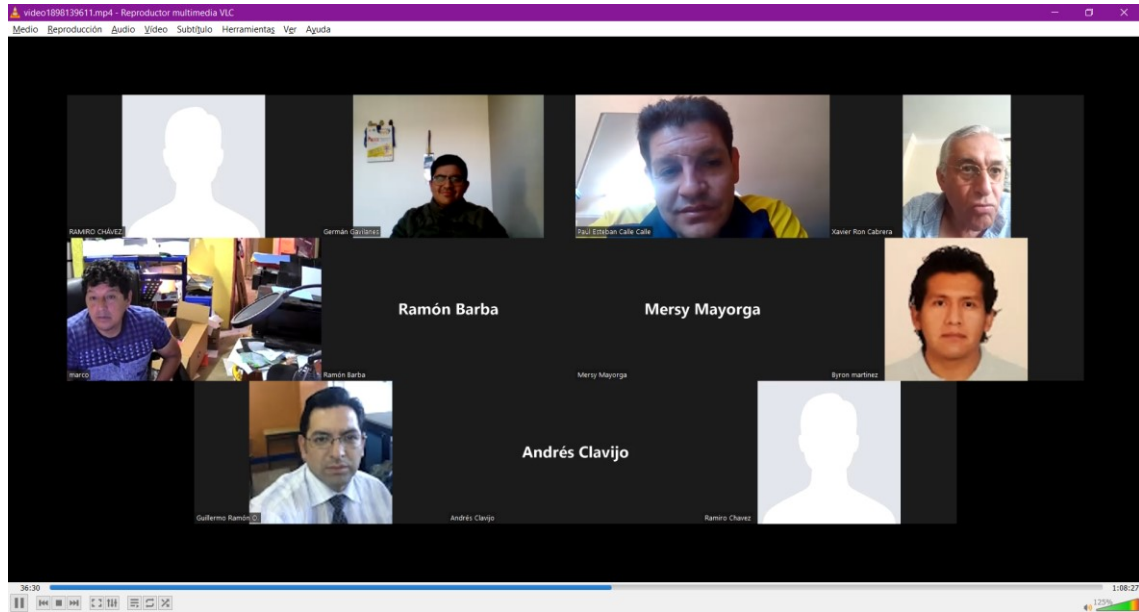 video1898139611.mp4 - Reproductor multimedia VLC
Medio Reproducción Audio Vídeo Subtítulo Herramientas Ver Ayuda
RAMIRO CHÁVEZ
Germán Gavilanes
Paúl Esteban Calle Calle
Xavier Ron Cabrera
Ramón Barba
Mersy Mayorga
marco
Ramón Barba
Mersy Mayorga
Byron martinez
Andrés Clavijo
Guillermo Ramón O.
Andrés Clavijo
Ramiro Chavez
36:30
1:08:27
125%